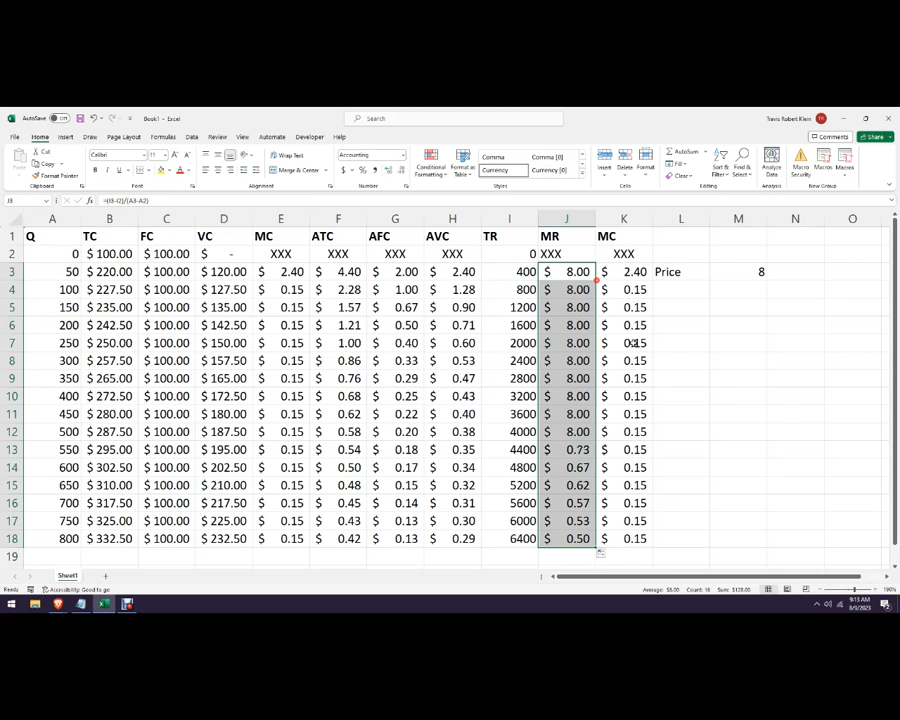 AutoSave Off Book1 - Excel Search Travis Robert Klein TR
File Home Insert Draw Page Layout Formulas Data Review View Automate Developer Help Comments Share
Cut
Copy
Format Painter
Paste
Calibri 11
B I U
Wrap Text
Merge & Center
Accounting
$ % ,
Conditional Formatting Format as Table
Comma Comma [0]
Currency Currency [0]
Insert Delete Format
AutoSum
Fill
Clear
Sort & Filter Find & Select
Analyze Data
Macros Macros
Clipboard Font Alignment Number Styles Cells Editing Analysis New Group
J3 fx =(I3-I2)/(A3-A2)
A B C D E F G H I J K L M N O
1 Q TC FC VC MC ATC AFC AVC TR MR MC
2 0 $ 100.00 $ 100.00 $ - XXX XXX XXX XXX 0 XXX XXX
3 50 $ 220.00 $ 100.00 $ 120.00 $ 2.40 $ 4.40 $ 2.00 $ 2.40 400 $ 8.00 $ 2.40 Price 8
4 100 $ 227.50 $ 100.00 $ 127.50 $ 0.15 $ 2.28 $ 1.00 $ 1.28 800 $ 8.00 $ 0.15
5 150 $ 235.00 $ 100.00 $ 135.00 $ 0.15 $ 1.57 $ 0.67 $ 0.90 1200 $ 8.00 $ 0.15
6 200 $ 242.50 $ 100.00 $ 142.50 $ 0.15 $ 1.21 $ 0.50 $ 0.71 1600 $ 8.00 $ 0.15
7 250 $ 250.00 $ 100.00 $ 150.00 $ 0.15 $ 1.00 $ 0.40 $ 0.60 2000 $ 8.00 $ 0.15
8 300 $ 257.50 $ 100.00 $ 157.50 $ 0.15 $ 0.86 $ 0.33 $ 0.53 2400 $ 8.00 $ 0.15
9 350 $ 265.00 $ 100.00 $ 165.00 $ 0.15 $ 0.76 $ 0.29 $ 0.47 2800 $ 8.00 $ 0.15
10 400 $ 272.50 $ 100.00 $ 172.50 $ 0.15 $ 0.68 $ 0.25 $ 0.43 3200 $ 8.00 $ 0.15
11 450 $ 280.00 $ 100.00 $ 180.00 $ 0.15 $ 0.62 $ 0.22 $ 0.40 3600 $ 8.00 $ 0.15
12 500 $ 287.50 $ 100.00 $ 187.50 $ 0.15 $ 0.58 $ 0.20 $ 0.38 4000 $ 8.00 $ 0.15
13 550 $ 295.00 $ 100.00 $ 195.00 $ 0.15 $ 0.54 $ 0.18 $ 0.35 4400 $ 0.73 $ 0.15
14 600 $ 302.50 $ 100.00 $ 202.50 $ 0.15 $ 0.50 $ 0.17 $ 0.34 4800 $ 0.67 $ 0.15
15 650 $ 310.00 $ 100.00 $ 210.00 $ 0.15 $ 0.48 $ 0.15 $ 0.32 5200 $ 0.62 $ 0.15
16 700 $ 317.50 $ 100.00 $ 217.50 $ 0.15 $ 0.45 $ 0.14 $ 0.31 5600 $ 0.57 $ 0.15
17 750 $ 325.00 $ 100.00 $ 225.00 $ 0.15 $ 0.43 $ 0.13 $ 0.30 6000 $ 0.53 $ 0.15
18 800 $ 332.50 $ 100.00 $ 232.50 $ 0.15 $ 0.42 $ 0.13 $ 0.29 6400 $ 0.50 $ 0.15
19
Sheet1
Ready Accessibility: Good to go Average: $8.00 Count: 16 Sum: $128.00 190%
9:13 AM
8/9/2023